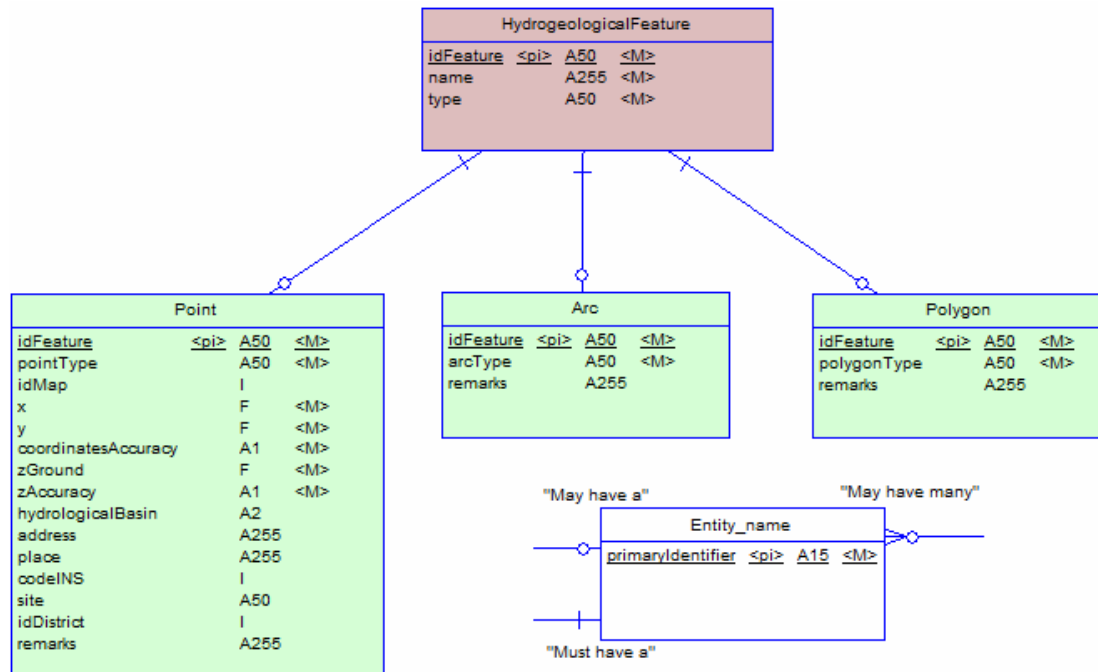 HydrogeologicalFeature
idFeature <pi> A50 <M>
name A255 <M>
type A50 <M>
Point
idFeature <pi> A50 <M>
pointType A50 <M>
idMap I
x F <M>
y F <M>
coordinatesAccuracy A1 <M>
zGround F <M>
zAccuracy A1 <M>
hydrologicalBasin A2
address A255
place A255
codeINS I
site A50
idDistrict I
remarks A255
Arc
idFeature <pi> A50 <M>
arcType A50 <M>
remarks A255
Polygon
idFeature <pi> A50 <M>
polygonType A50 <M>
remarks A255
"May have a"
"May have many"
Entity_name
primaryIdentifier <pi> A15 <M>
"Must have a"